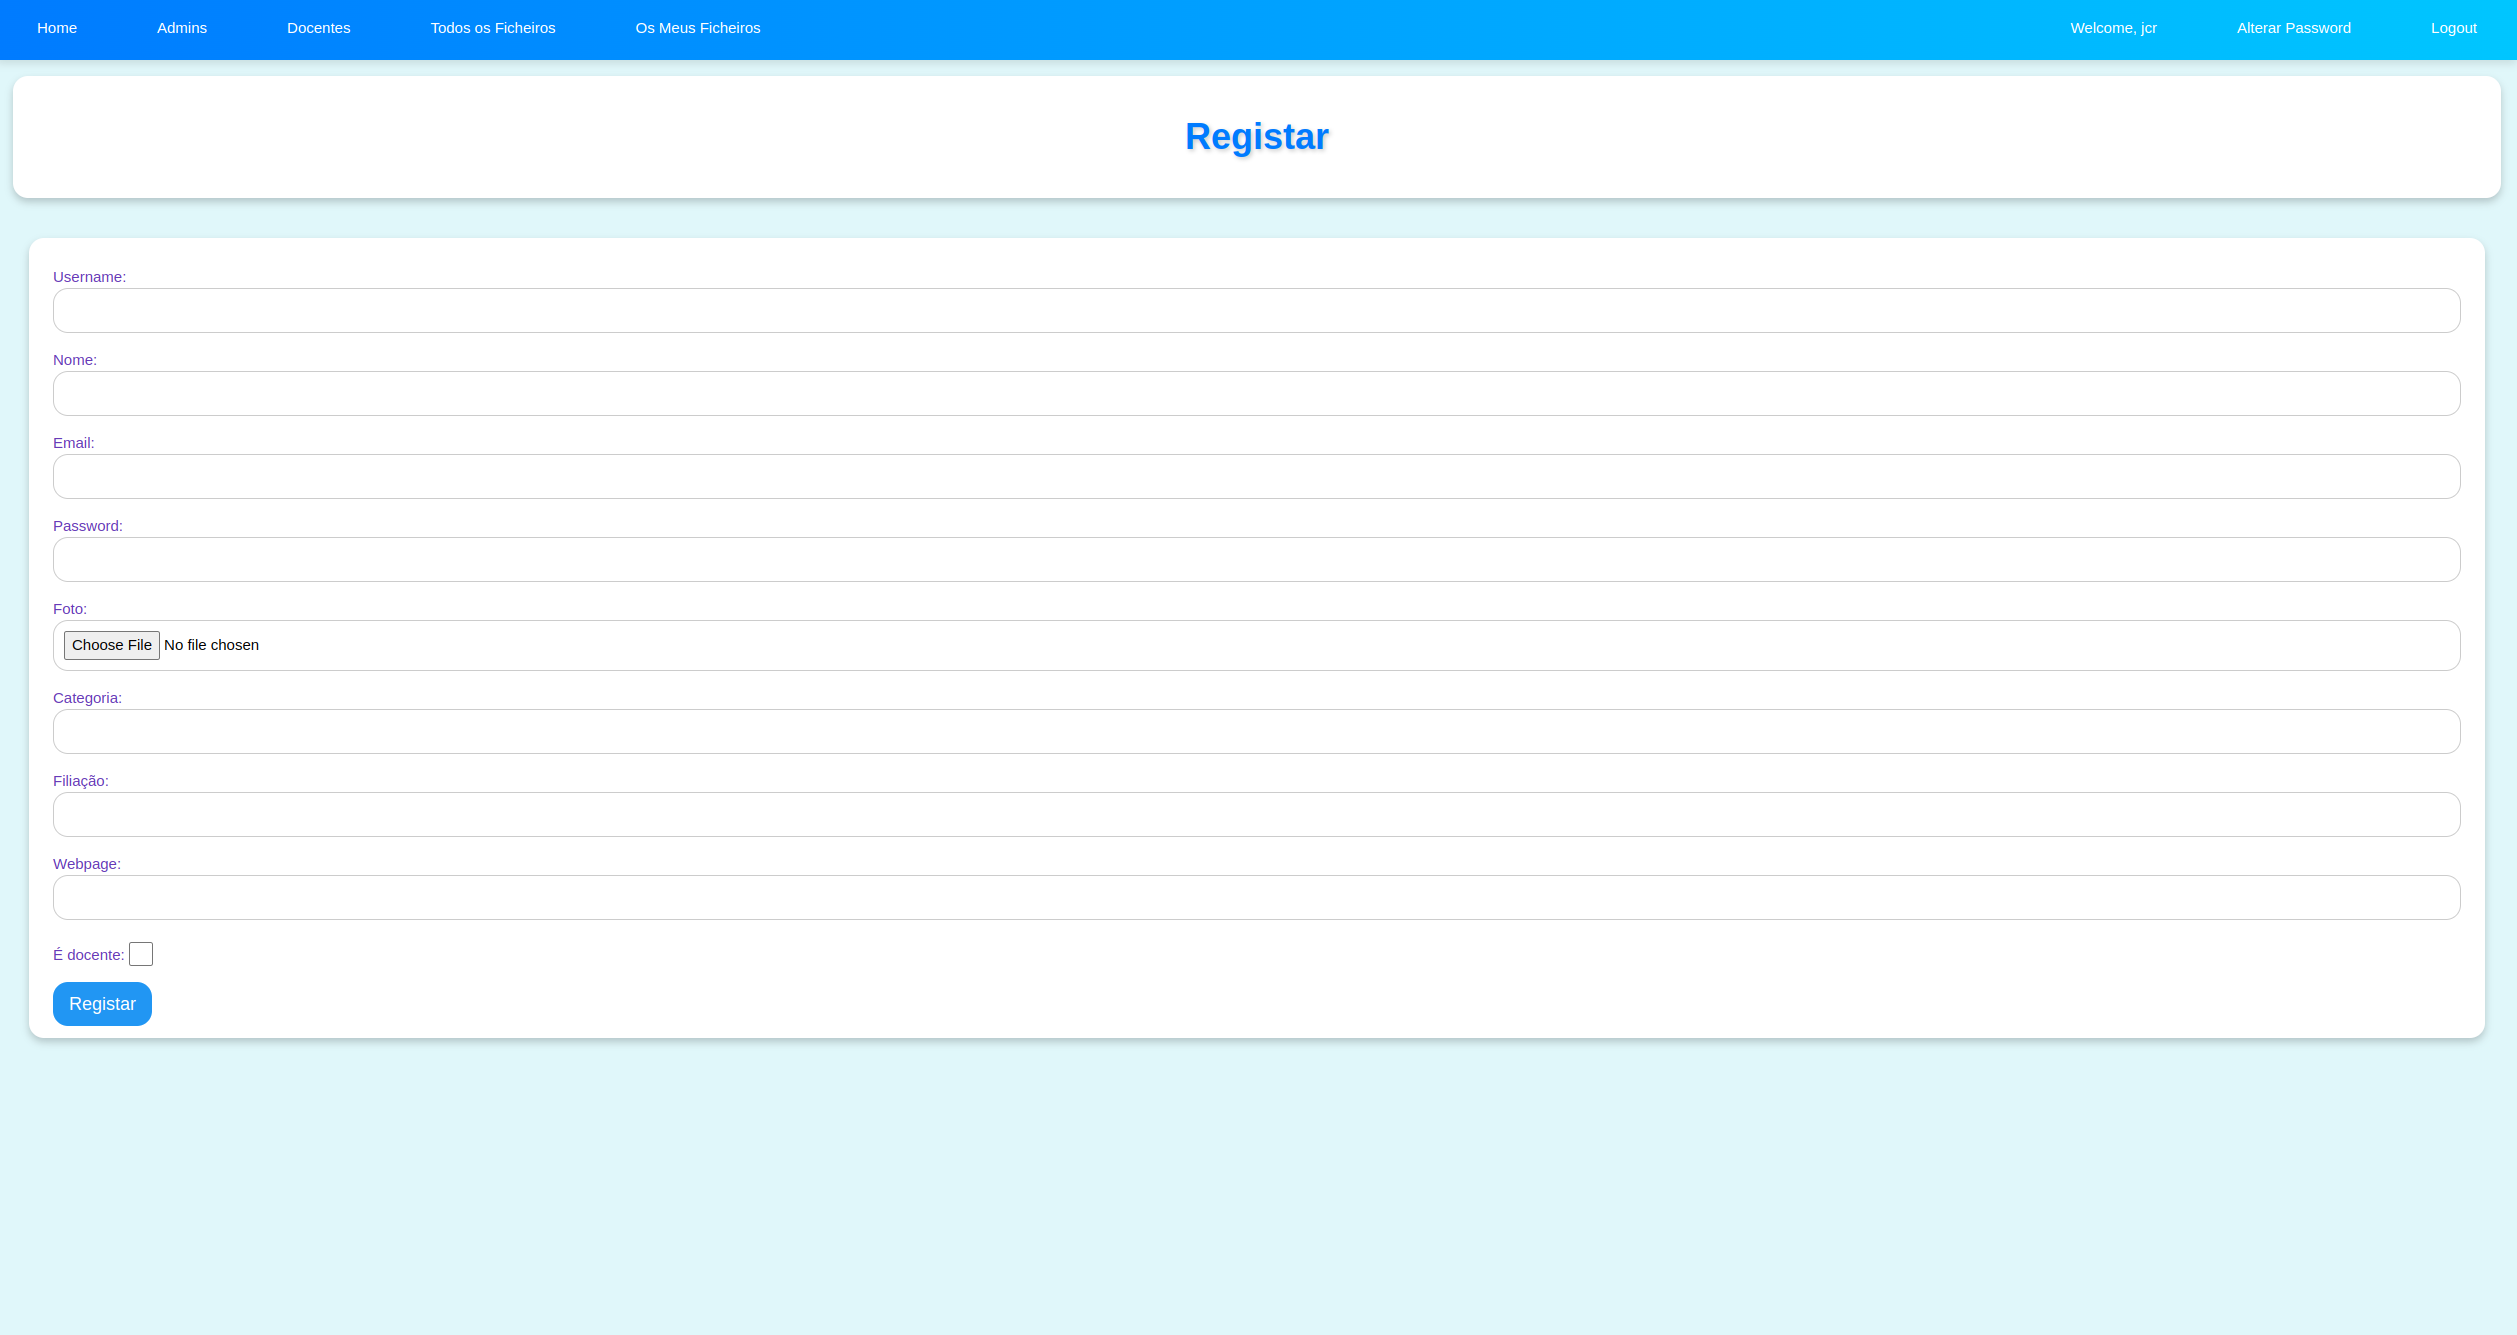 Home Admins Docentes Todos os Ficheiros Os Meus Ficheiros Welcome, jcr Alterar Password Logout
Registar
Username:
Nome:
Email:
Password:
Foto:
Choose File No file chosen
Categoria:
Filiação:
Webpage:
É docente:
Registar